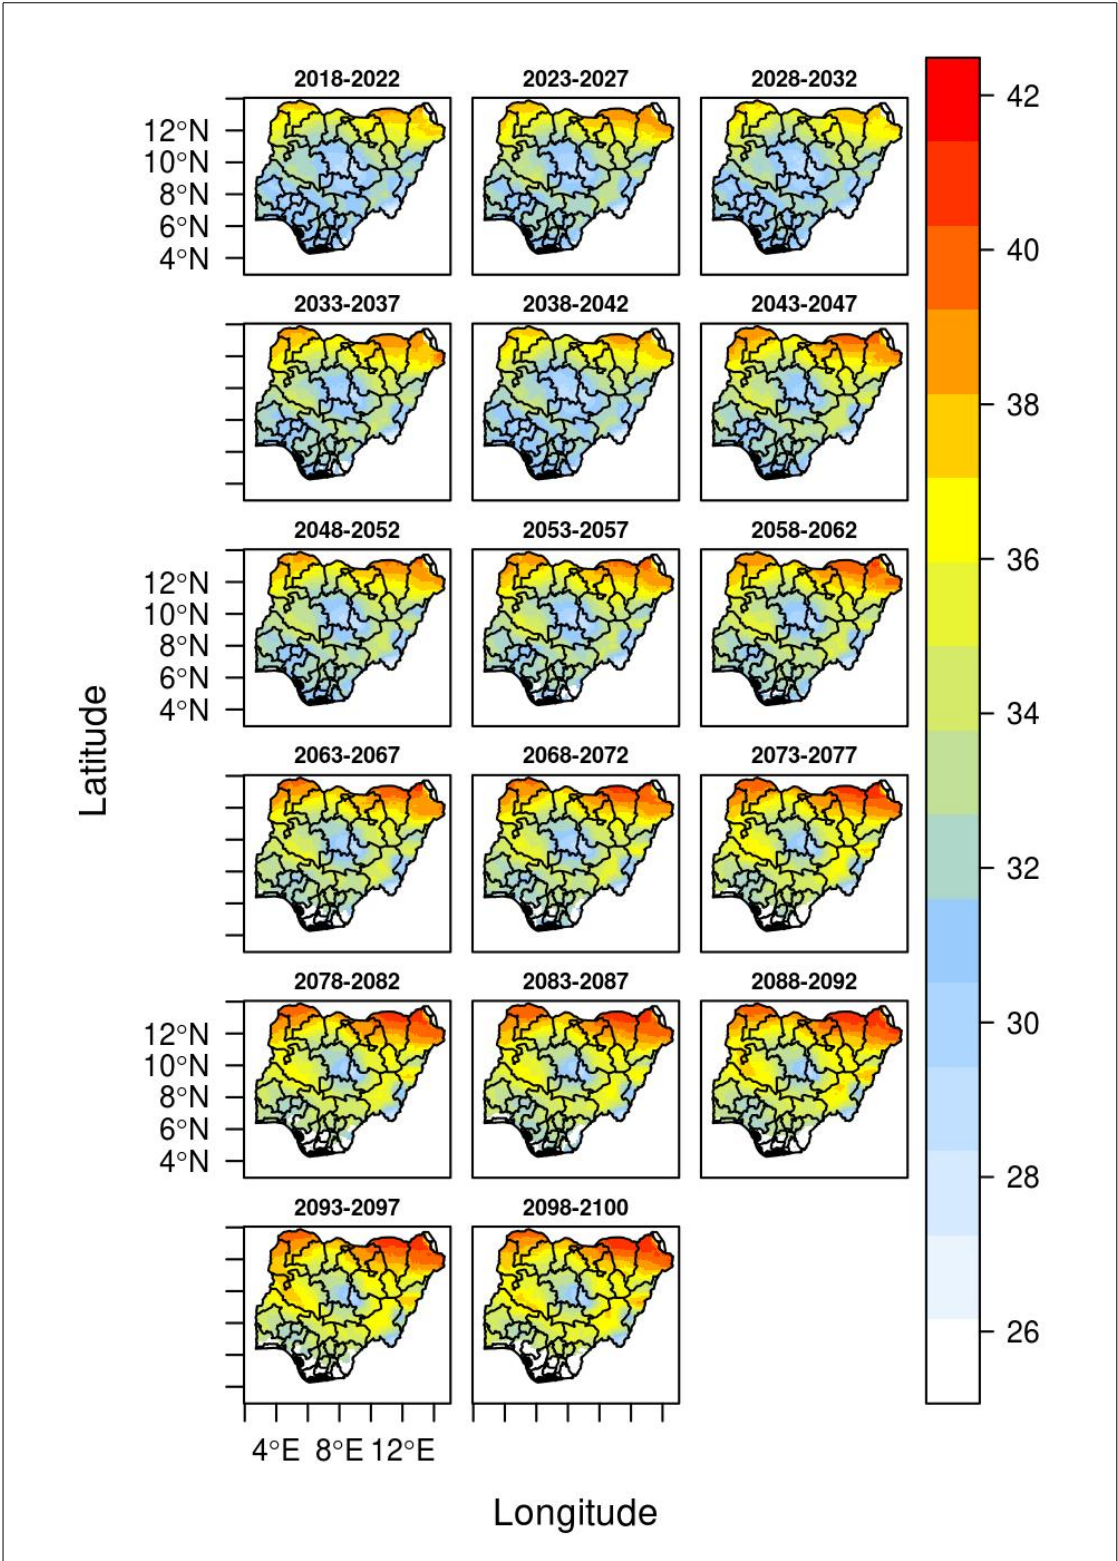 2018-2022 2023-2027 2028-2032
42
12°N
10°N
8°N
6°N
4°N
40
2033-2037 2038-2042 2043-2047
38
2048-2052 2053-2057 2058-2062
36
12°N
10°N
8°N
6°N
4°N
34
2063-2067 2068-2072 2073-2077
32
2078-2082 2083-2087 2088-2092
30
12°N
10°N
8°N
6°N
4°N
28
2093-2097 2098-2100
26
4°E 8°E 12°E
Latitude
Longitude